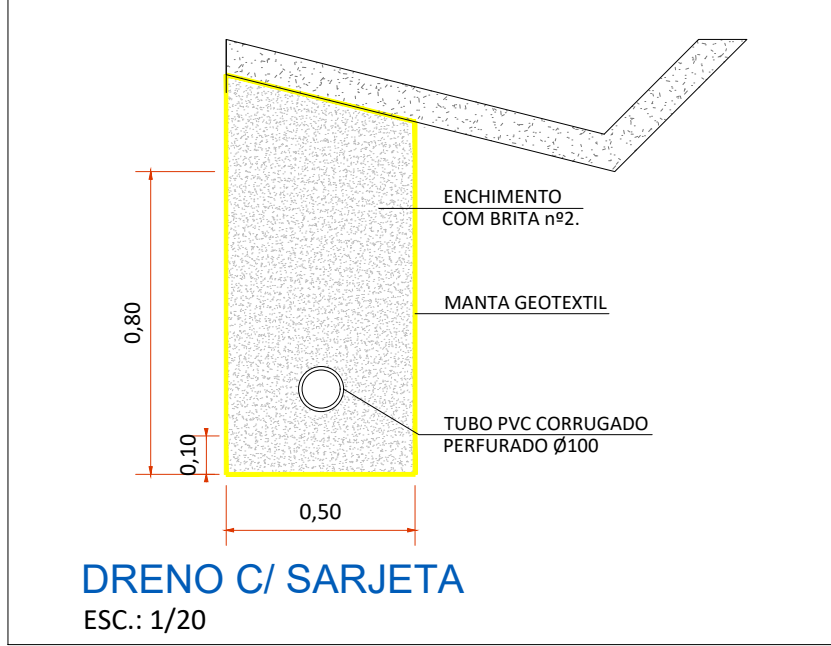 ENCHIMENTO
COM BRITA nº2.
0,80
MANTA GEOTEXTIL
TUBO PVC CORRUGADO
PERFURADO Ø100
0,10
0,50
DRENO C/ SARJETA
ESC.: 1/20